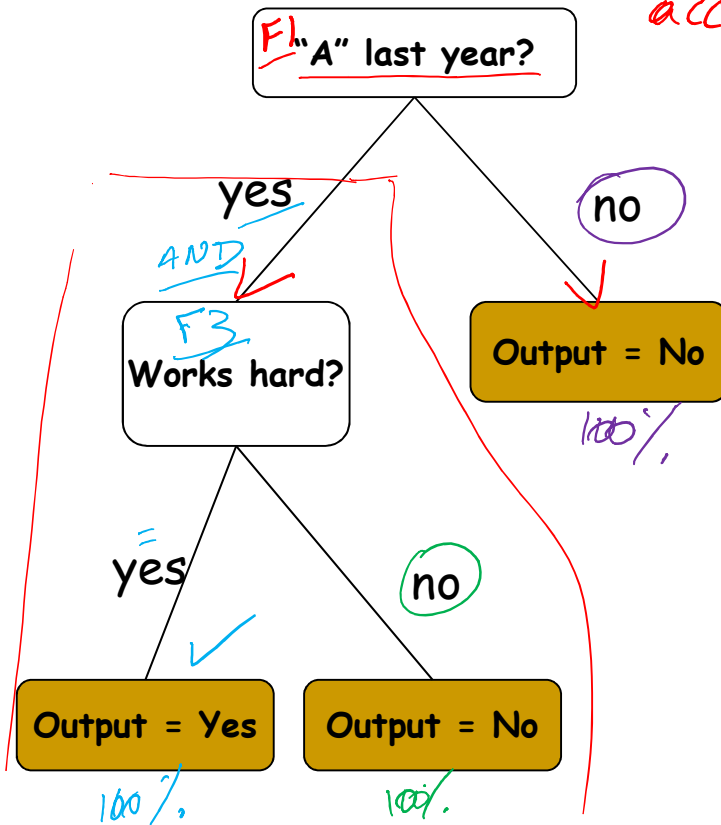 acc
F1
"A" last year?
yes
no
AND
F3
Works hard?
Output = No
100%
yes
no
Output = Yes
Output = No
100%
100%